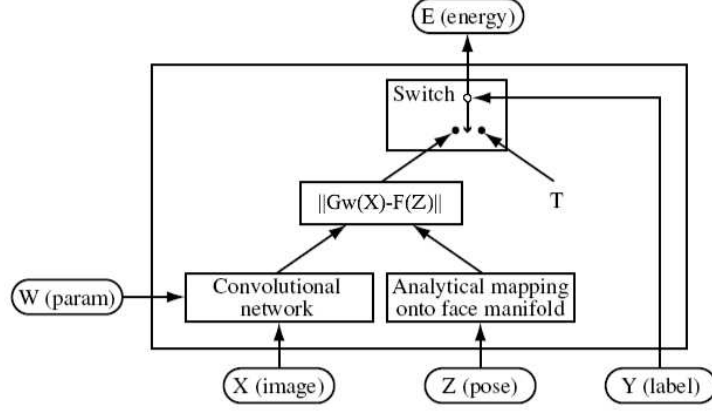 E (energy)
Switch
||Gw(X)-F(Z)||
T
W (param)
Convolutional
network
Analytical mapping
onto face manifold
X (image)
Z (pose)
Y (label)